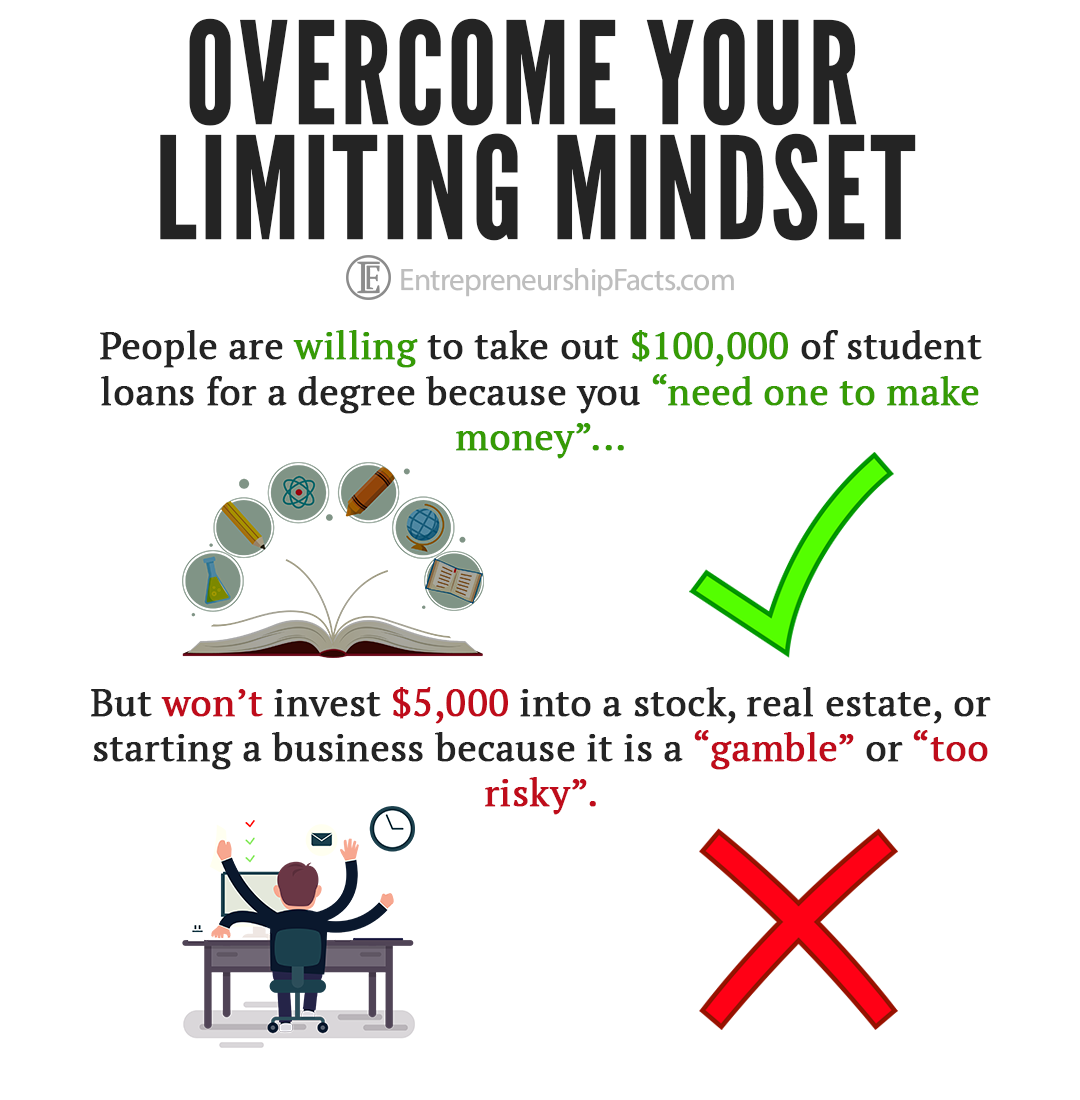 OVERCOME YOUR
LIMITING MINDSET
EF EntrepreneurshipFacts.com
People are willing to take out $100,000 of student
loans for a degree because you “need one to make
money”...
But won’t invest $5,000 into a stock, real estate, or
starting a business because it is a “gamble” or “too
risky”.